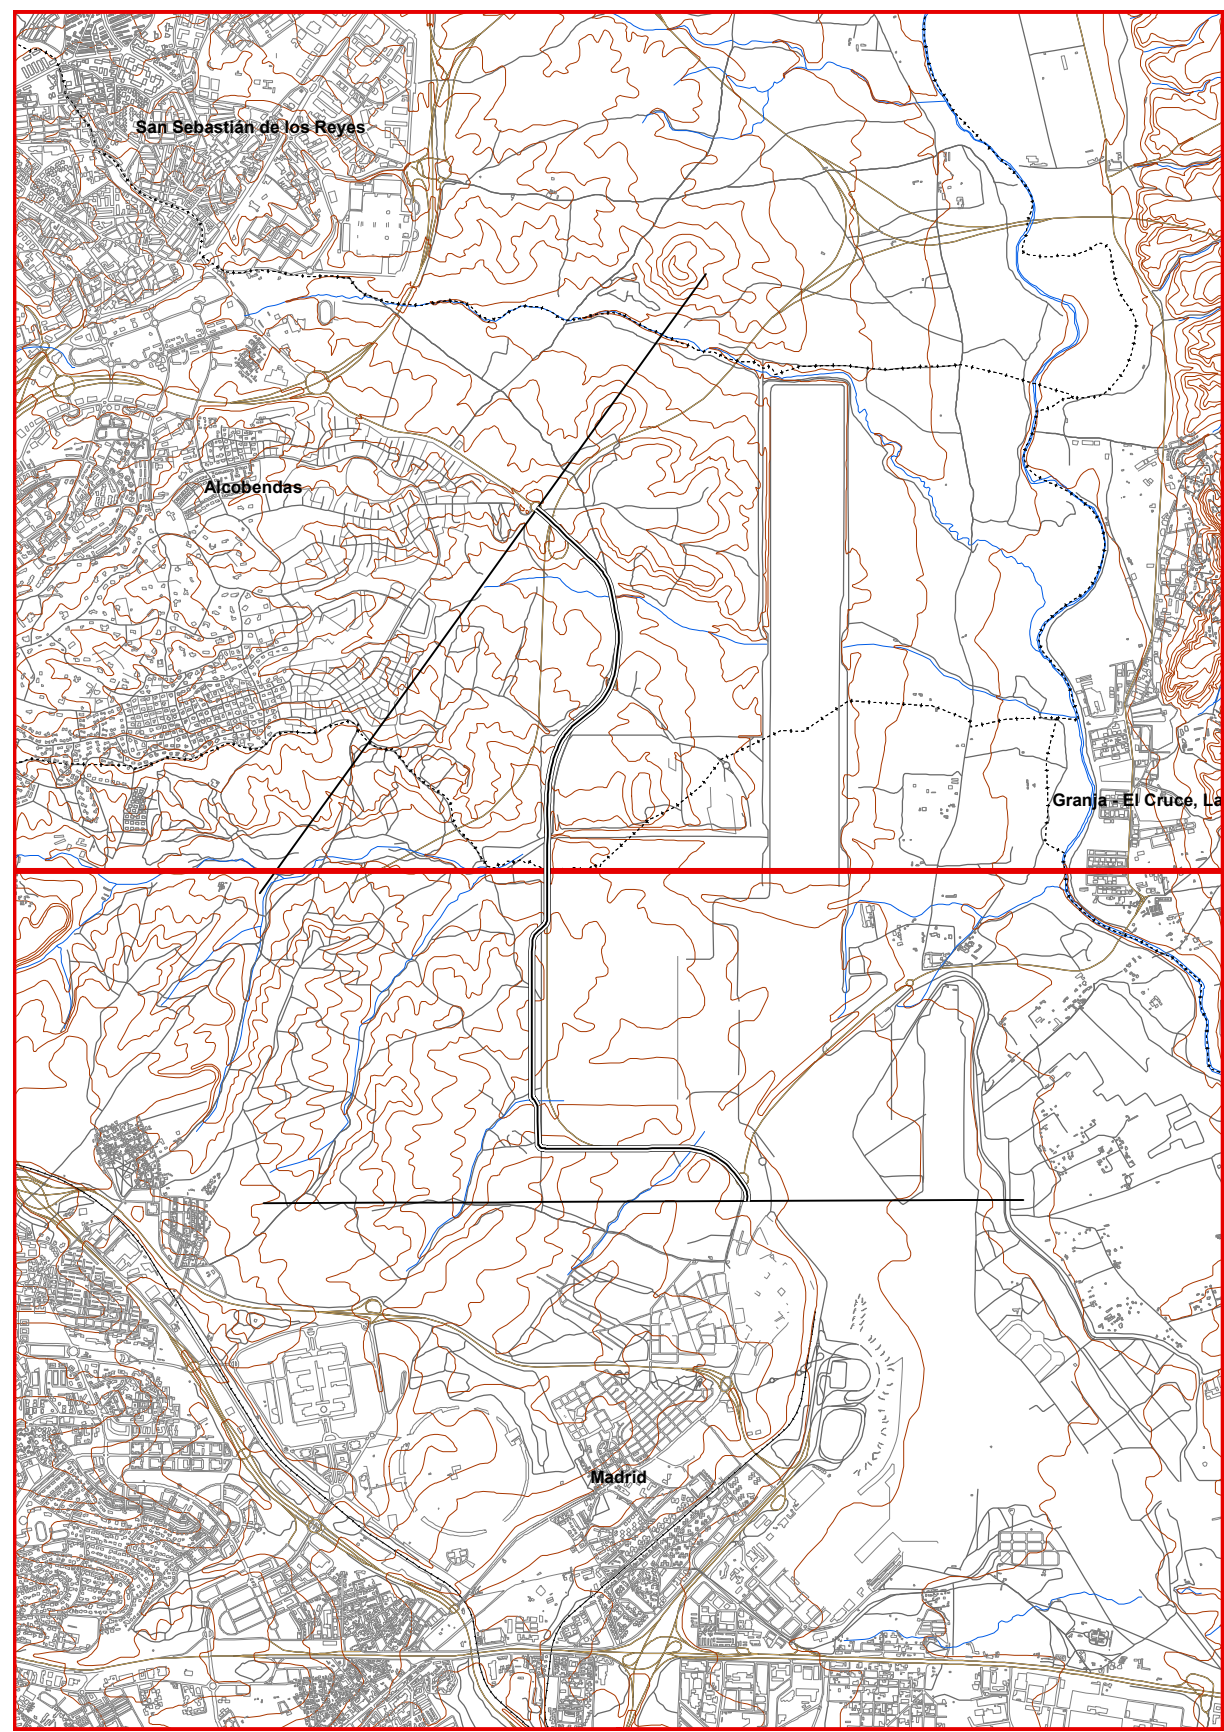 San Sebastián de los Reyes
Alcobendas
Granja - El Cruce, La
Madrid